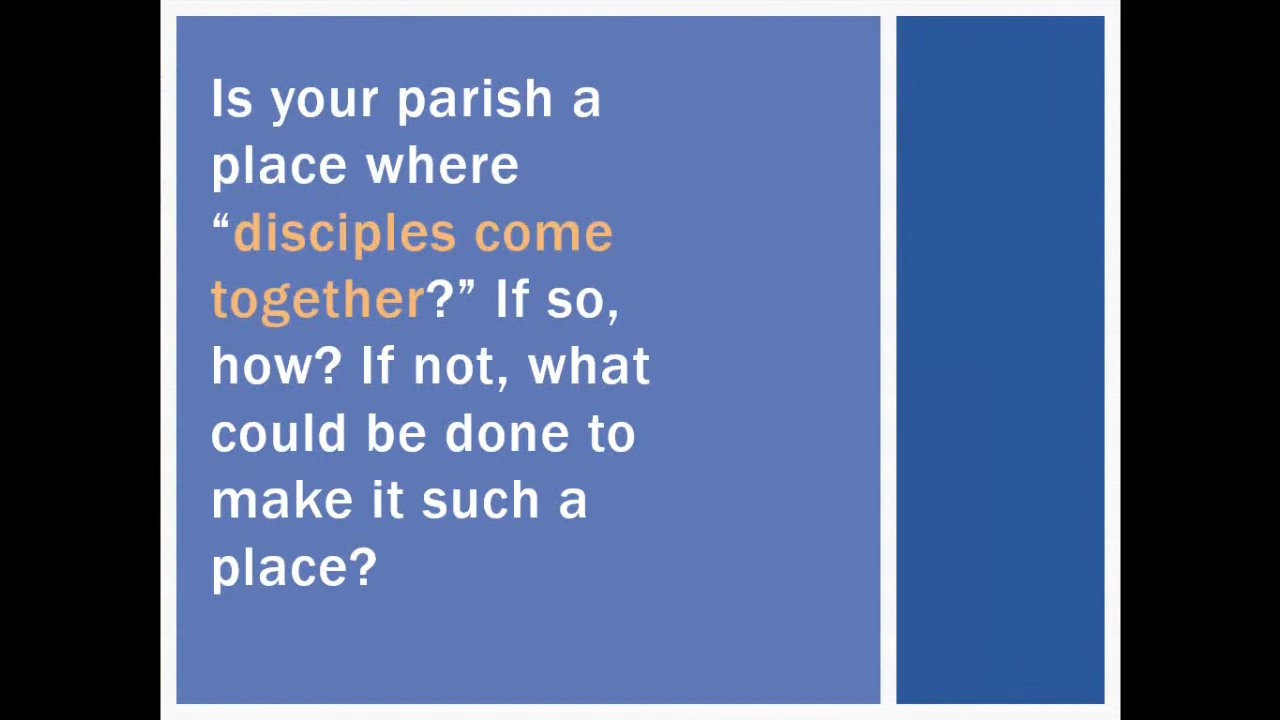 Is your parish a
place where
“disciples come
together?” If so,
how? If not, what
could be done to
make it such a
place?